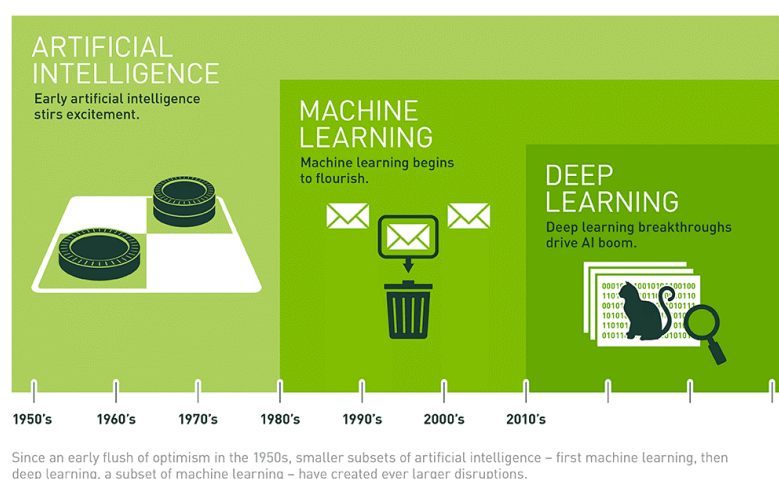 ARTIFICIAL
INTELLIGENCE
Early artificial intelligence
stirs excitement.
MACHINE
LEARNING
Machine learning begins
to flourish.
DEEP
LEARNING
Deep learning breakthroughs
drive AI boom.
1950's 1960's 1970's 1980's 1990's 2000's 2010's
Since an early flush of optimism in the 1950s, smaller subsets of artificial intelligence – first machine learning, then
deep learning, a subset of machine learning – have created ever larger disruptions.